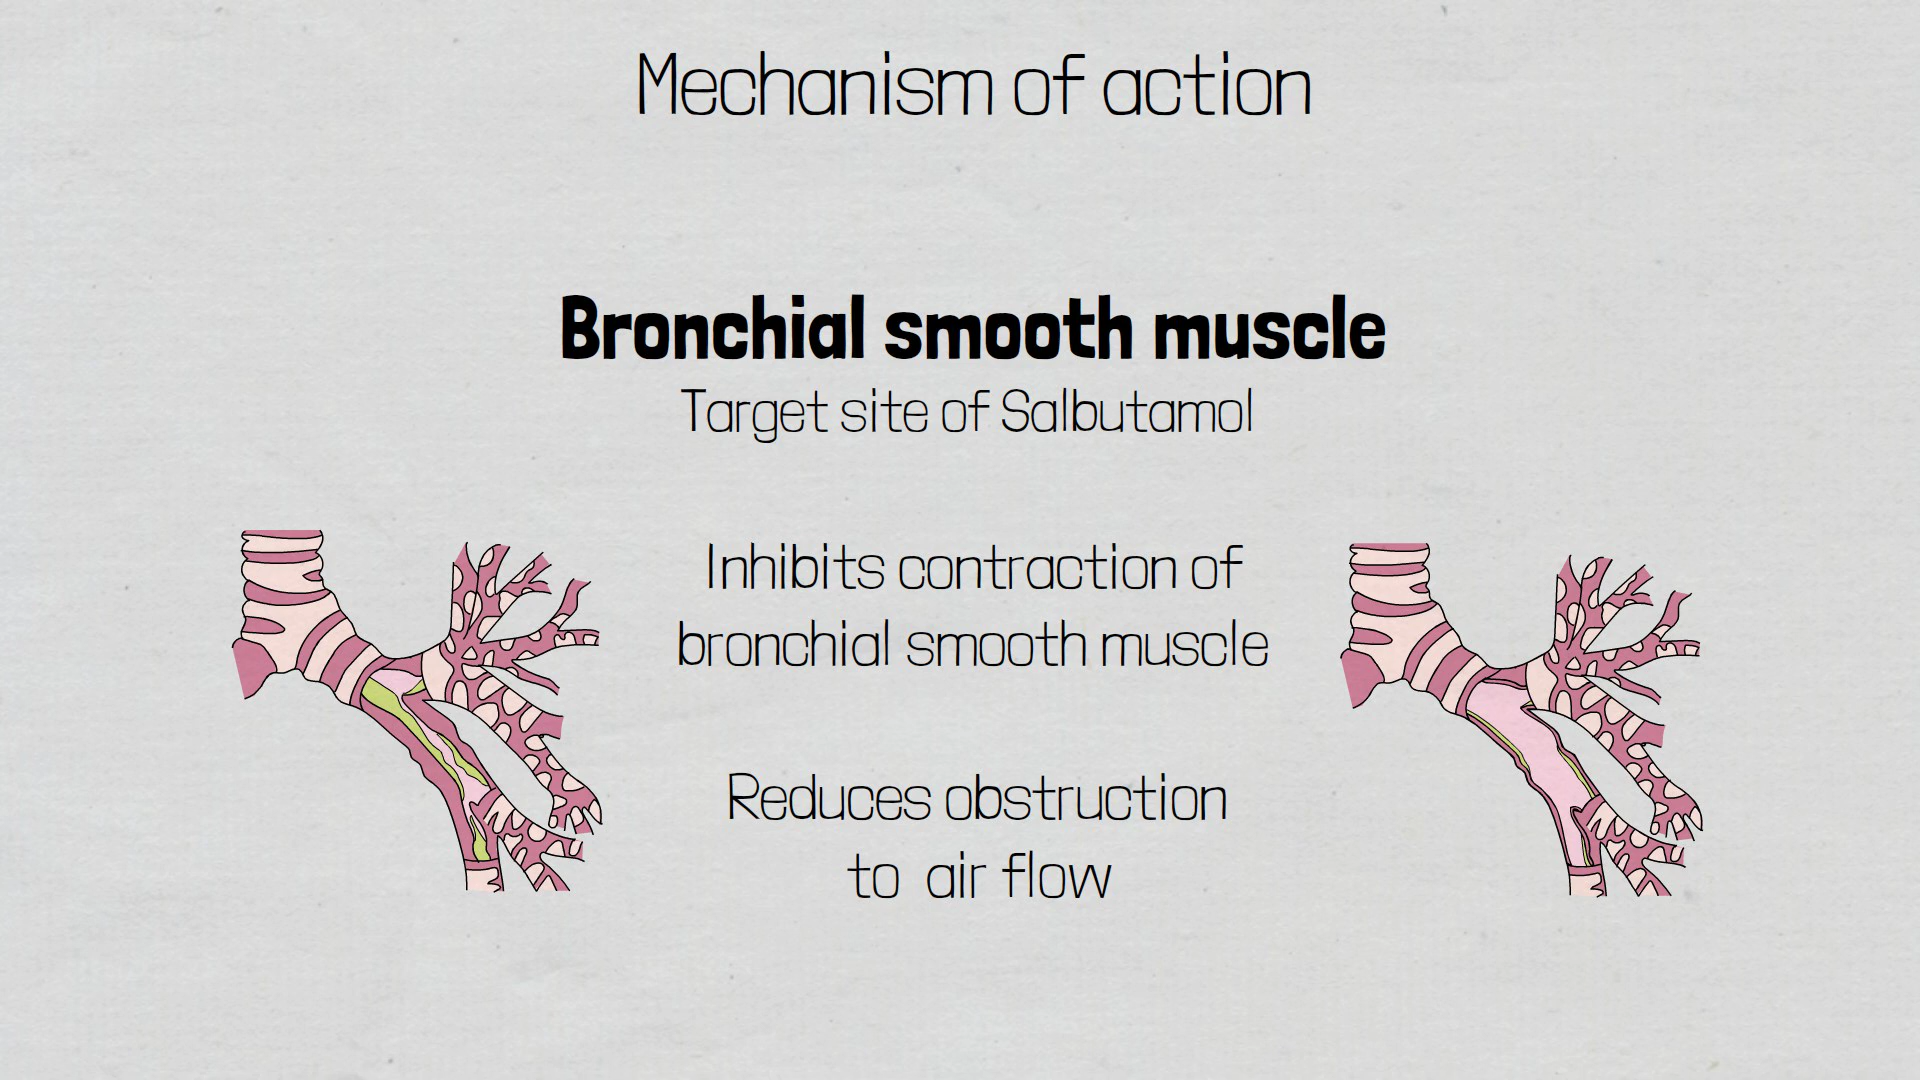 Mechanism of action
Bronchial smooth muscle
Target site of Salbutamol
Inhibits contraction of
bronchial smooth muscle
Reduces obstruction
to air flow